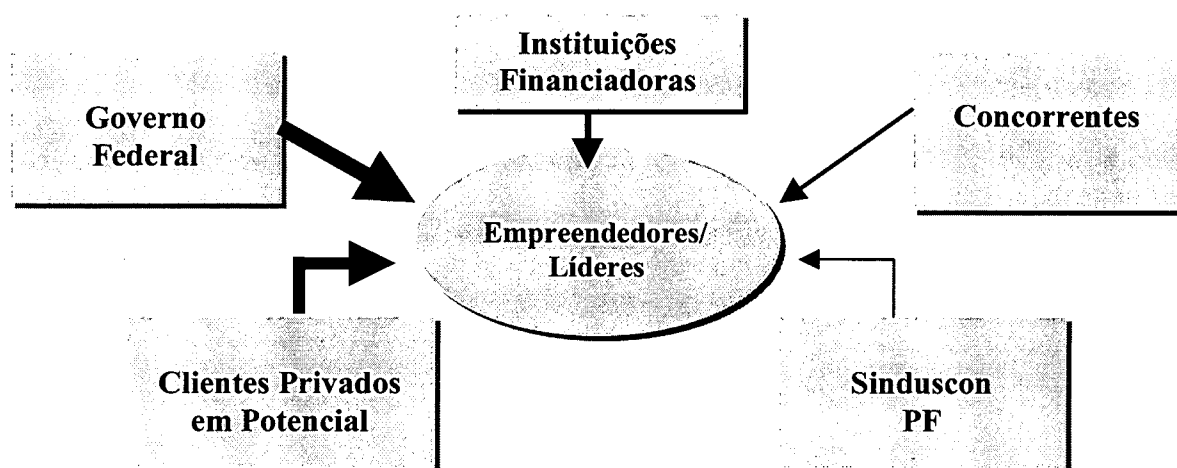 Instituições
Financiadoras
Governo
Federal
Concorrentes
Empreendedores/
Líderes
Clientes Privados
em Potencial
Sinduscon
PF